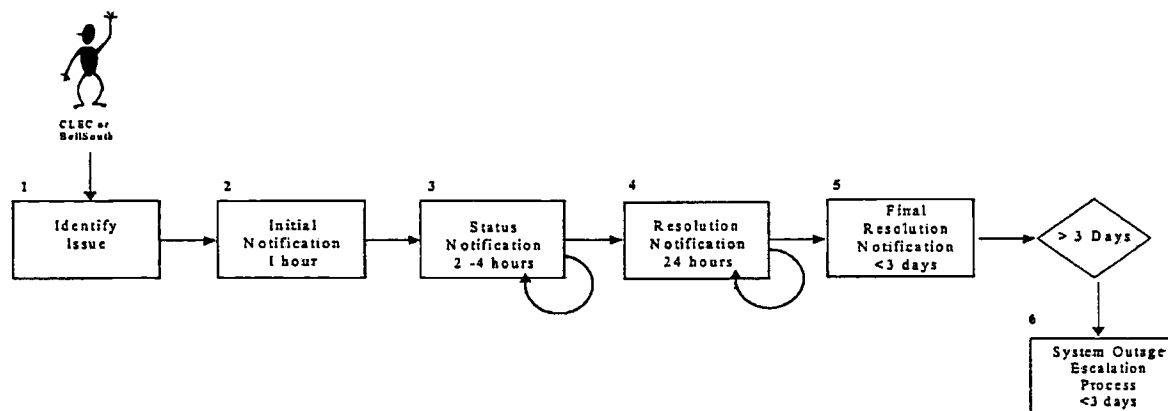 CLEC or
BellSouth
1
Identify
Issue
2
Initial
Notification
1 hour
3
Status
Notification
2 -4 hours
4
Resolution
Notification
24 hours
5
Final
Resolution
Notification
<3 days
> 3 Days
6
System Outage
Escalation
Process
<3 days